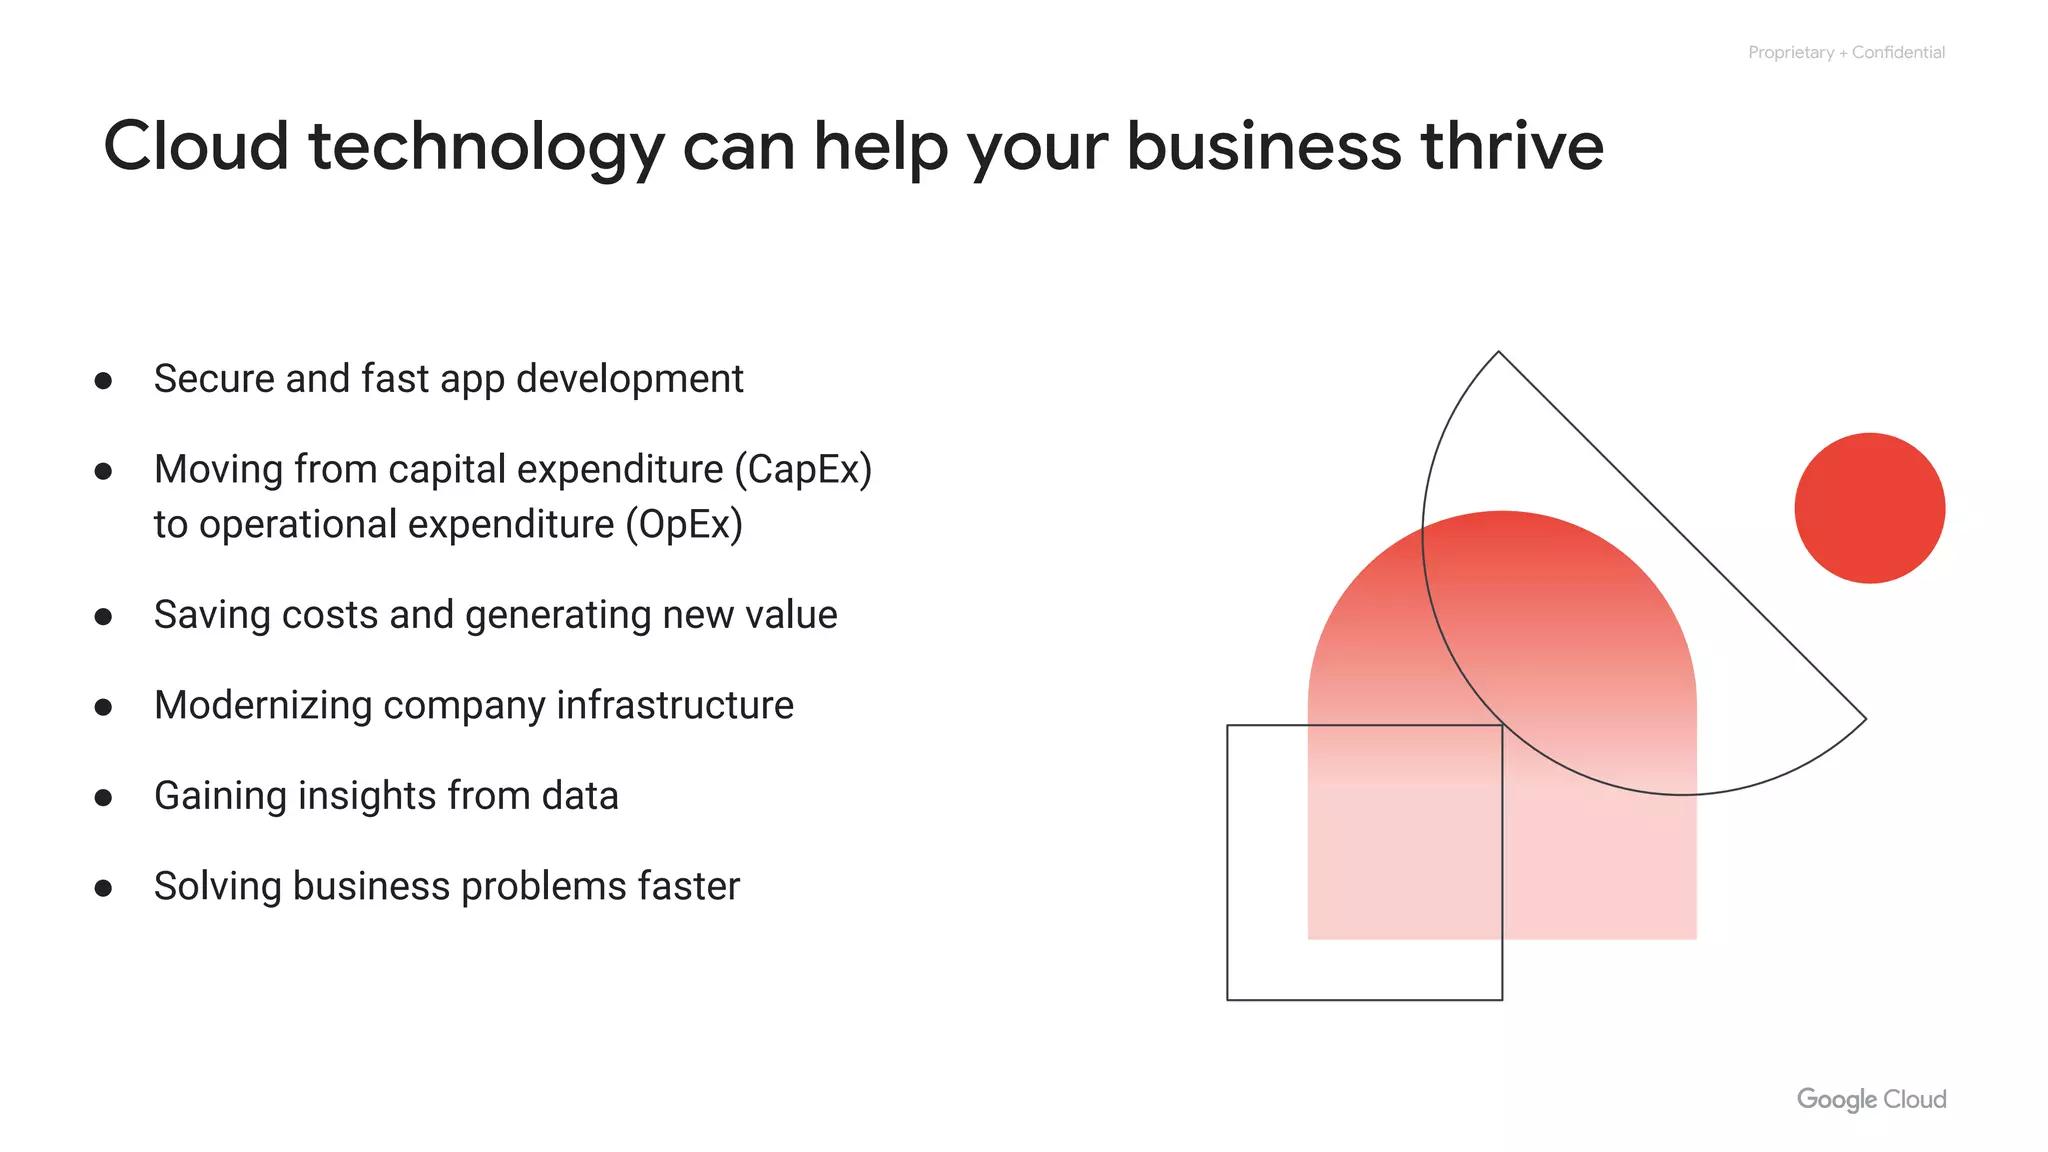 Proprietary + Confidential
Cloud technology can help your business thrive
● Secure and fast app development
● Moving from capital expenditure (CapEx)
to operational expenditure (OpEx)
● Saving costs and generating new value
● Modernizing company infrastructure
● Gaining insights from data
● Solving business problems faster
Google Cloud